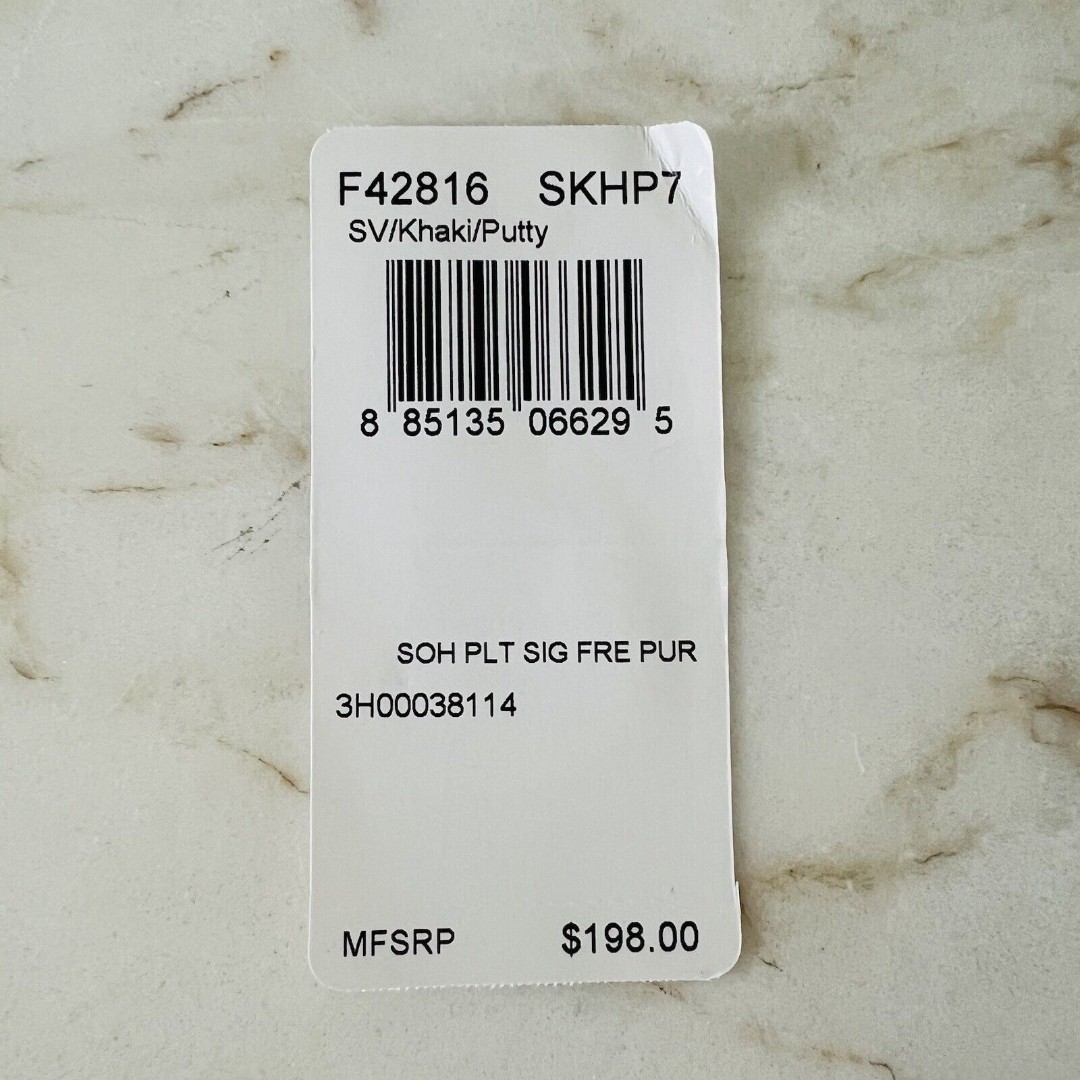 F42816 SKHP7
SV/Khaki/Putty
8 85135 06629 5
SOH PLT SIG FRE PUR
3H00038114
MFSRP $198.00